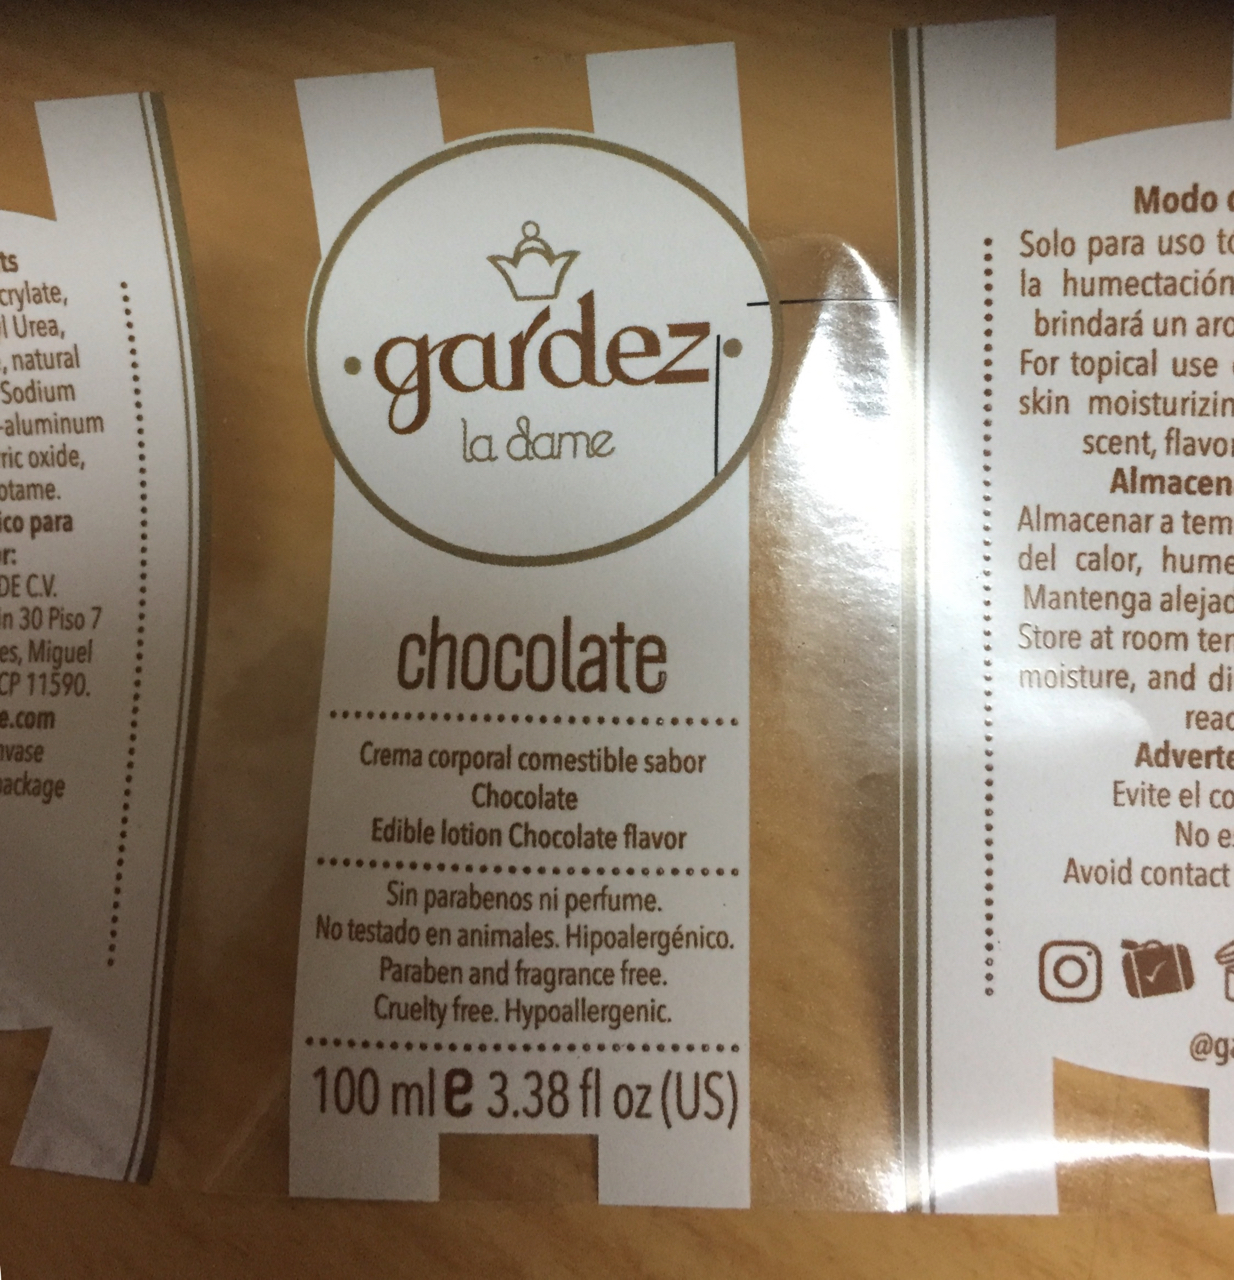 ts
crylate,
l Urea,
, natural
Sodium
-aluminum
ric oxide,
otame.
ico para
or:
DE C.V.
in 30 Piso 7
es, Miguel
CP 11590.
e.com
nvase
package
gardez
la dame
chocolate
Crema corporal comestible sabor
Chocolate
Edible lotion Chocolate flavor
Sin parabenos ni perfume.
No testado en animales. Hipoalergénico.
Paraben and fragrance free.
Cruelty free. Hypoallergenic.
100 ml e 3.38 fl oz (US)
Modo
Solo para uso to
la humectación
brindará un aro
For topical use
skin moisturizin
scent, flavor
Almacen
Almacenar a tem
del calor, hume
Mantenga alejad
Store at room tem
moisture, and di
reac
Adverte
Evite el co
No es
Avoid contact
@ga